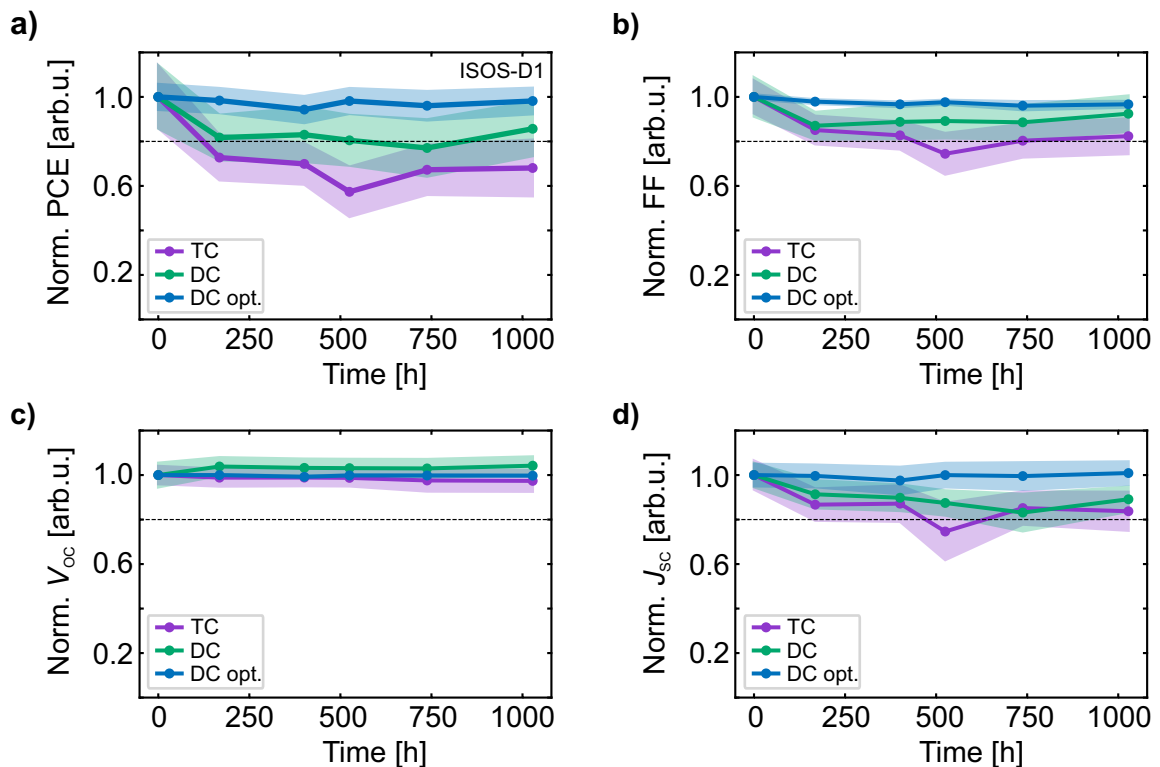 a)
ISOS-D1
Norm. PCE [arb.u.]
1.0
0.6
0.2
TC
DC
DC opt.
0 250 500 750 1000
Time [h]
b)
Norm. FF [arb.u.]
1.0
0.6
0.2
TC
DC
DC opt.
0 250 500 750 1000
Time [h]
c)
Norm. VOC [arb.u.]
1.0
0.6
0.2
TC
DC
DC opt.
0 250 500 750 1000
Time [h]
d)
Norm. JSC [arb.u.]
1.0
0.6
0.2
TC
DC
DC opt.
0 250 500 750 1000
Time [h]